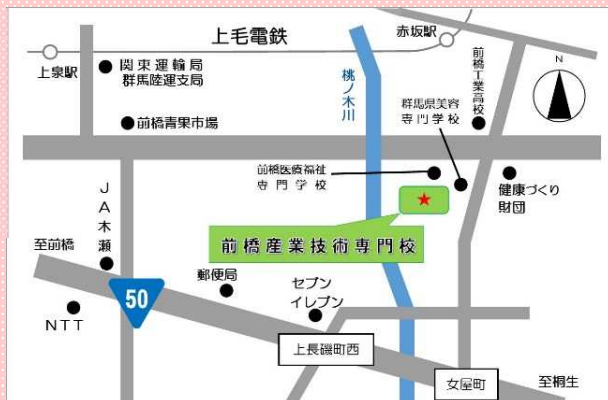 上毛電鉄
赤坂駅
上泉駅
関東運輸局
群馬陸運支局
前橋工業高校
N
桃ノ木川
群馬県美容
専門学校
前橋青果市場
前橋医療福祉
専門学校
健康づくり
財団
JA木瀬
前橋産業技術専門校
至前橋
郵便局
セブン
イレブン
50
NTT
上長磯町西
女屋町
至桐生